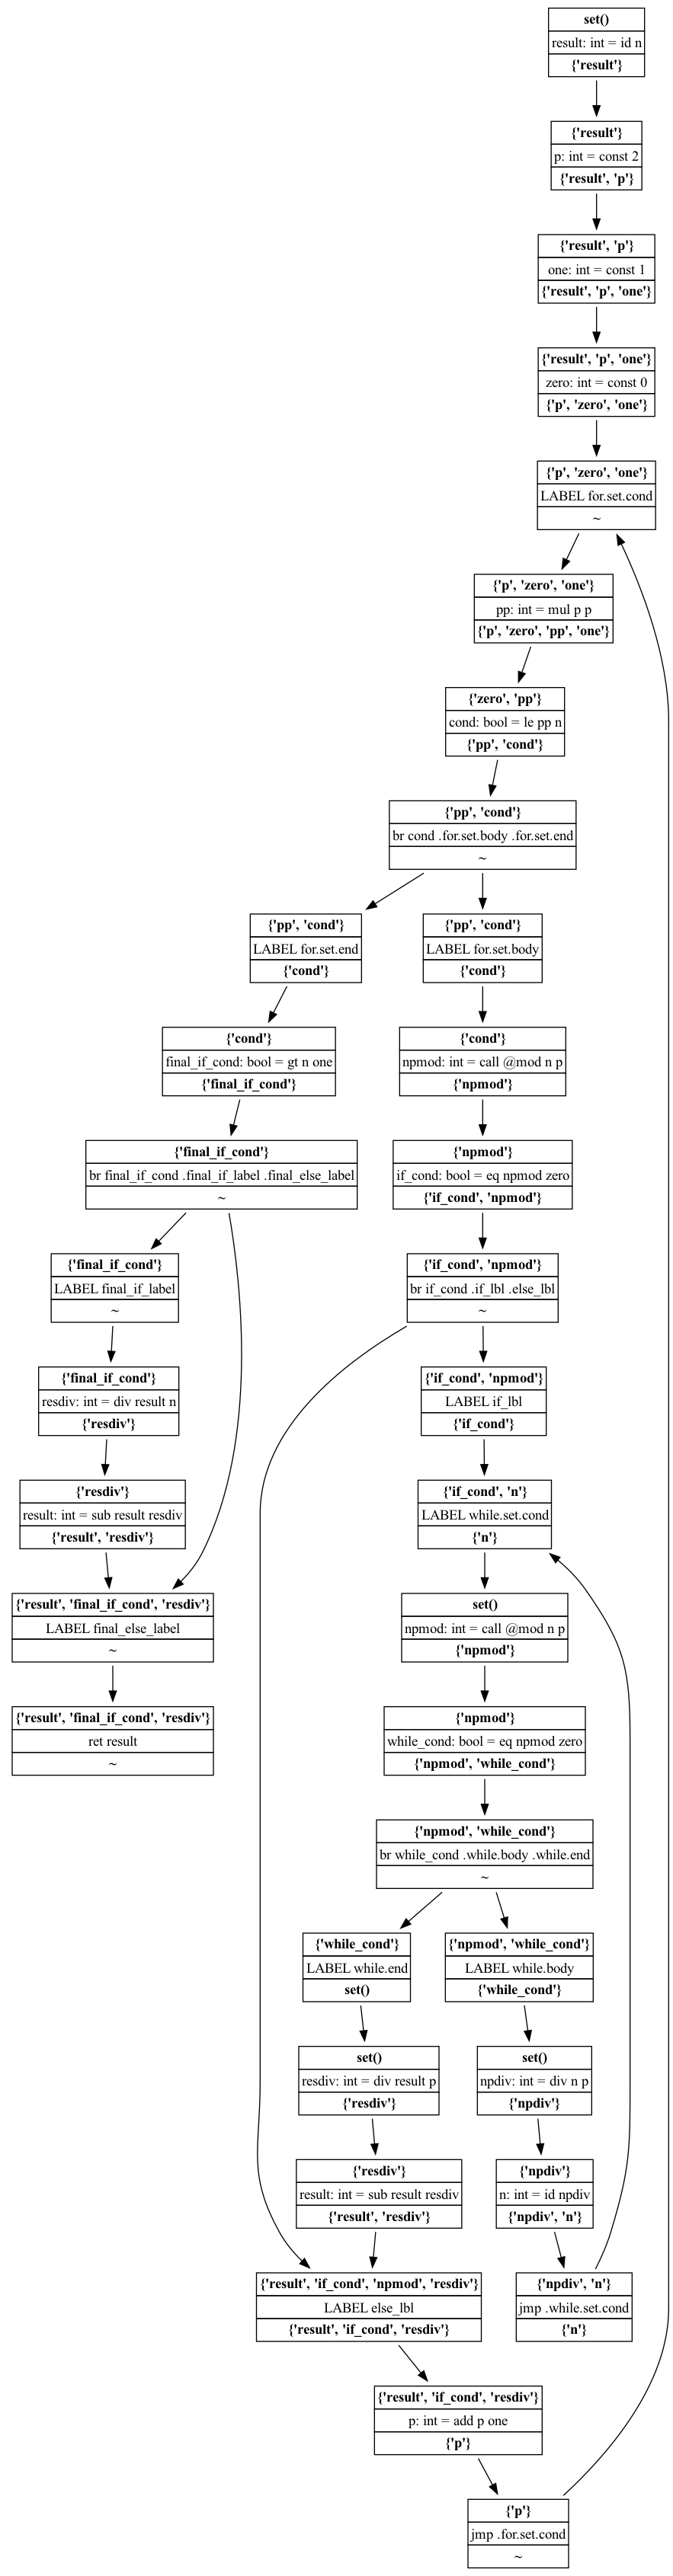 set()
result: int = id n
{'result'}
{'result'}
p: int = const 2
{'result', 'p'}
{'result', 'p'}
one: int = const 1
{'result', 'p', 'one'}
{'result', 'p', 'one'}
zero: int = const 0
{'p', 'zero', 'one'}
{'p', 'zero', 'one'}
LABEL for.set.cond
~
{'p', 'zero', 'one'}
pp: int = mul p p
{'p', 'zero', 'pp', 'one'}
{'zero', 'pp'}
cond: bool = le pp n
{'pp', 'cond'}
{'pp', 'cond'}
br cond .for.set.body .for.set.end
~
{'pp', 'cond'}
LABEL for.set.end
{'cond'}
{'pp', 'cond'}
LABEL for.set.body
{'cond'}
{'cond'}
final_if_cond: bool = gt n one
{'final_if_cond'}
{'cond'}
npmod: int = call @mod n p
{'npmod'}
{'final_if_cond'}
br final_if_cond .final_if_label .final_else_label
~
{'npmod'}
if_cond: bool = eq npmod zero
{'if_cond', 'npmod'}
{'final_if_cond'}
LABEL final_if_label
~
{'if_cond', 'npmod'}
br if_cond .if_lbl .else_lbl
~
{'final_if_cond'}
resdiv: int = div result n
{'resdiv'}
{'if_cond', 'npmod'}
LABEL if_lbl
{'if_cond'}
{'resdiv'}
result: int = sub result resdiv
{'result', 'resdiv'}
{'if_cond', 'n'}
LABEL while.set.cond
{'n'}
{'result', 'final_if_cond', 'resdiv'}
LABEL final_else_label
~
set()
npmod: int = call @mod n p
{'npmod'}
{'result', 'final_if_cond', 'resdiv'}
ret result
~
{'npmod'}
while_cond: bool = eq npmod zero
{'npmod', 'while_cond'}
{'npmod', 'while_cond'}
br while_cond .while.body .while.end
~
{'while_cond'}
LABEL while.end
set()
{'npmod', 'while_cond'}
LABEL while.body
{'while_cond'}
set()
resdiv: int = div result p
{'resdiv'}
set()
npdiv: int = div n p
{'npdiv'}
{'resdiv'}
result: int = sub result resdiv
{'result', 'resdiv'}
{'npdiv'}
n: int = id npdiv
{'npdiv', 'n'}
{'result', 'if_cond', 'npmod', 'resdiv'}
LABEL else_lbl
{'result', 'if_cond', 'resdiv'}
{'npdiv', 'n'}
jmp .while.set.cond
{'n'}
{'result', 'if_cond', 'resdiv'}
p: int = add p one
{'p'}
{'p'}
jmp .for.set.cond
~